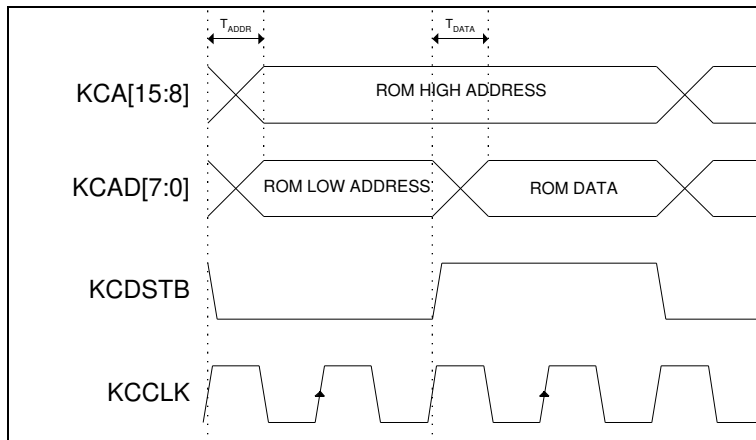 TADDR TDATA
KCA[15:8] ROM HIGH ADDRESS
KCAD[7:0] ROM LOW ADDRESS ROM DATA
KCDSTB
KCCLK